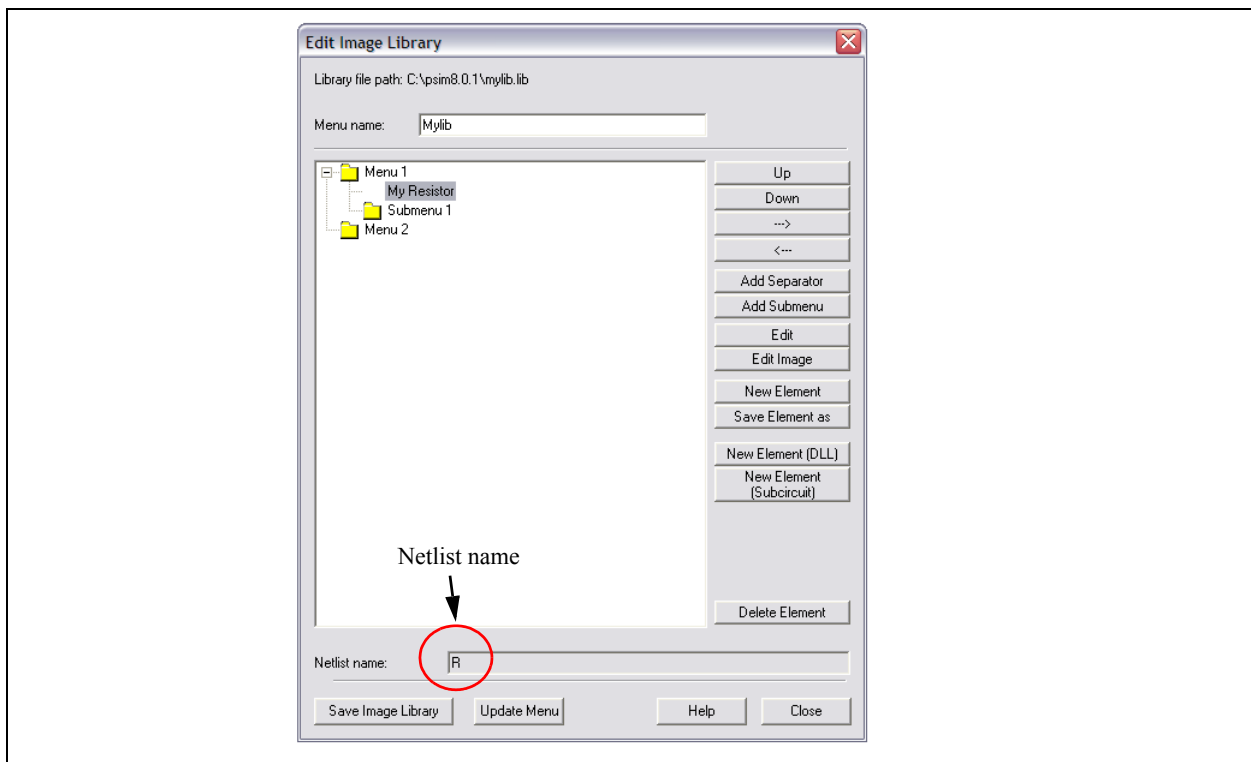 Edit Image Library
Library file path: C:\psim8.0.1\mylib.lib
Menu name: Mylib
Menu 1
My Resistor
Submenu 1
Menu 2
Up
Down
--->
<---
Add Separator
Add Submenu
Edit
Edit Image
New Element
Save Element as
New Element (DLL)
New Element
(Subcircuit)
Netlist name
Delete Element
Netlist name: R
Save Image Library Update Menu Help Close